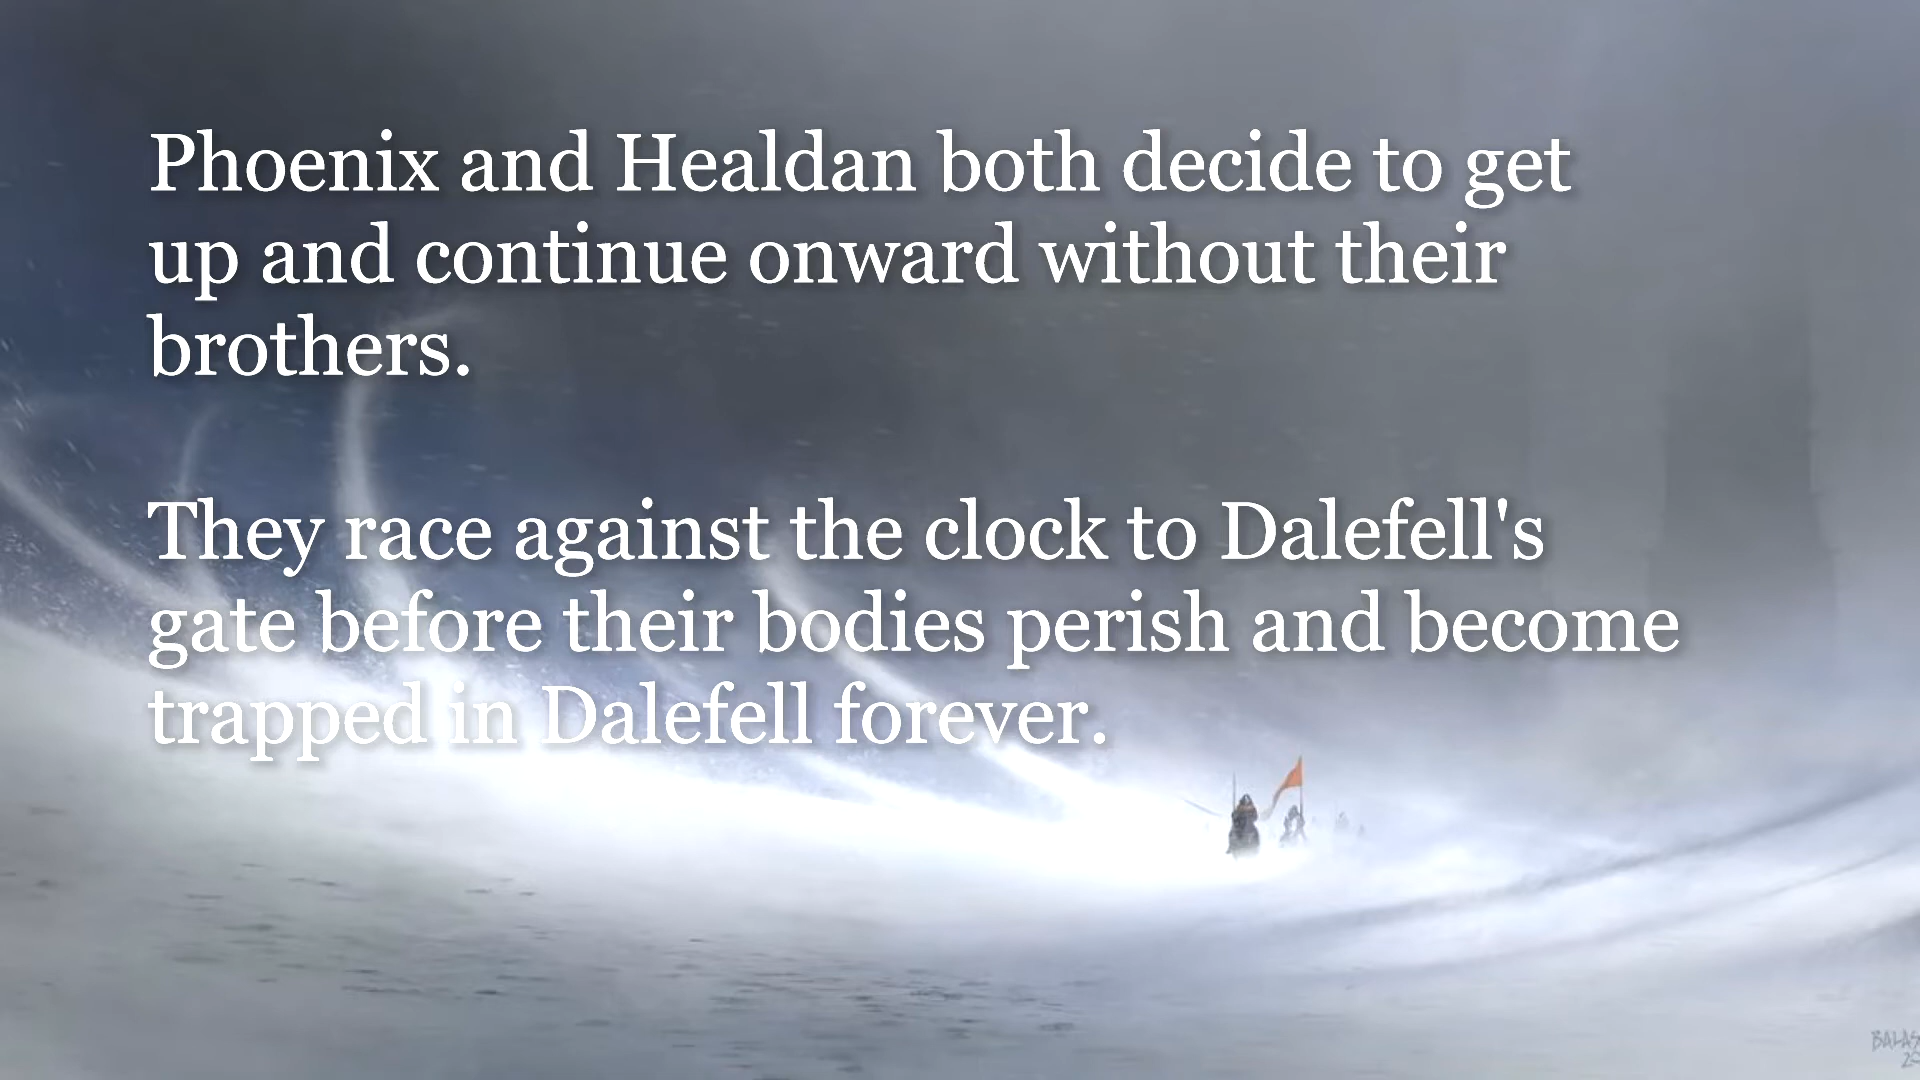 Phoenix and Healdan both decide to get
up and continue onward without their
brothers.
They race against the clock to Dalefell's
gate before their bodies perish and become
trapped in Dalefell forever.